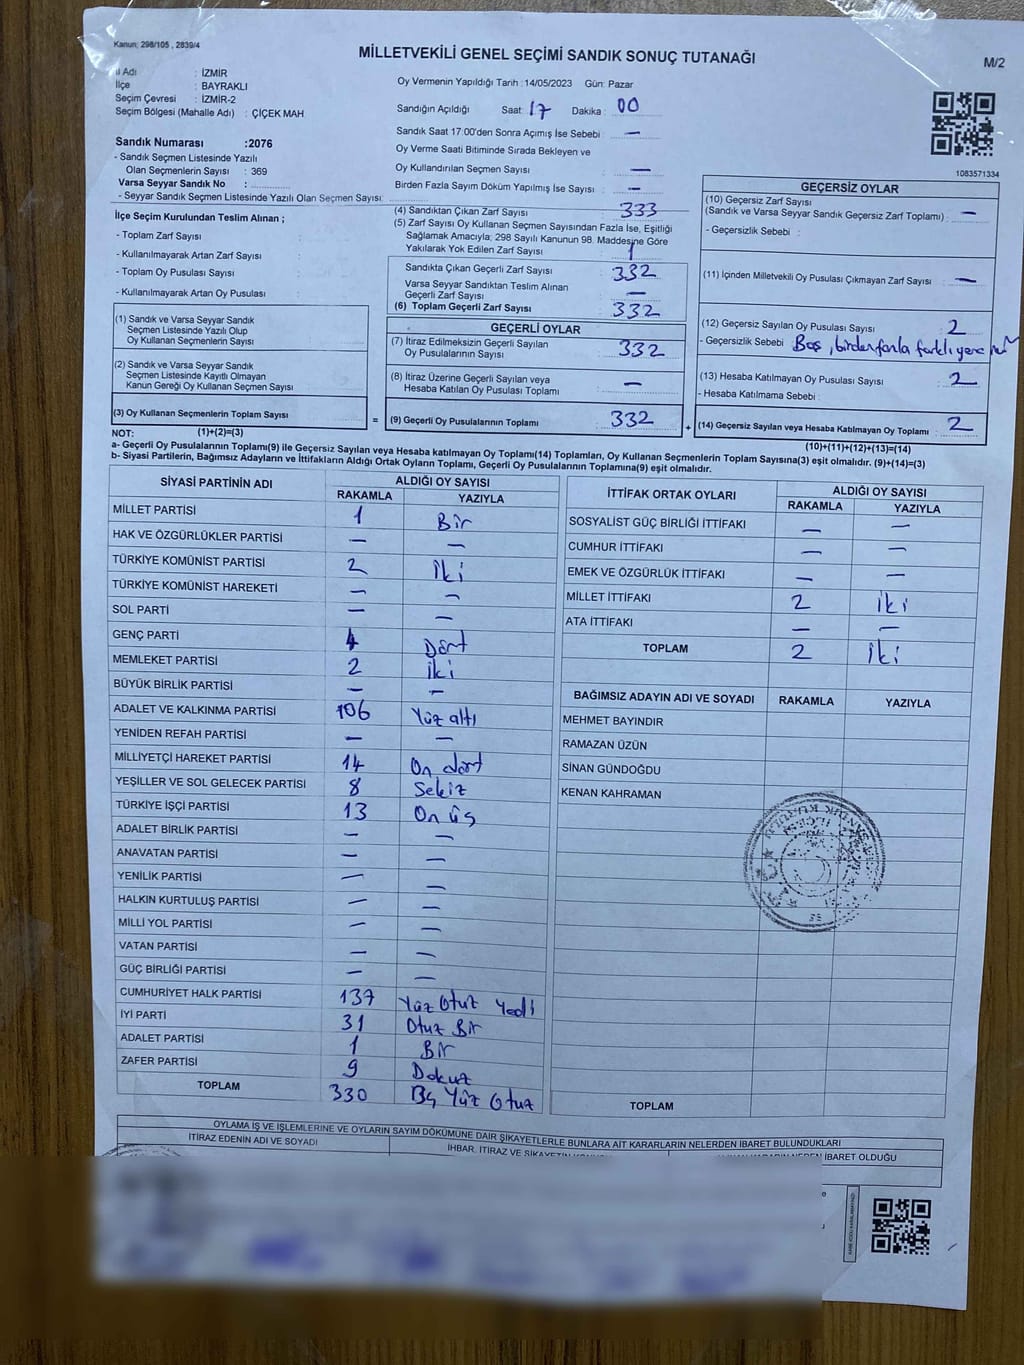 Kanun: 298/105 , 2839/4
MİLLETVEKİLİ GENEL SEÇİMİ SANDIK SONUÇ TUTANAĞI
M/2
İl Adı : İZMİR
İlçe : BAYRAKLI
Seçim Çevresi : İZMİR-2
Seçim Bölgesi (Mahalle Adı) : ÇİÇEK MAH
Sandık Numarası :2076
- Sandık Seçmen Listesinde Yazılı
Olan Seçmenlerin Sayısı : 369
Varsa Seyyar Sandık No :
- Seyyar Sandık Seçmen Listesinde Yazılı Olan Seçmen Sayısı:
İlçe Seçim Kurulundan Teslim Alınan ;
- Toplam Zarf Sayısı :
- Kullanılmayarak Artan Zarf Sayısı :
- Toplam Oy Pusulası Sayısı :
- Kullanılmayarak Artan Oy Pusulası :
(1) Sandık ve Varsa Seyyar Sandık
Seçmen Listesinde Yazılı Olup
Oy Kullanan Seçmenlerin Sayısı :
(2) Sandık ve Varsa Seyyar Sandık
Seçmen Listesinde Kayıtlı Olmayan
Kanun Gereği Oy Kullanan Seçmen Sayısı :
(3) Oy Kullanan Seçmenlerin Toplam Sayısı :
Oy Vermenin Yapıldığı Tarih : 14/05/2023 Gün: Pazar
Sandığın Açıldığı Saat: 17 Dakika : 00
Sandık Saat 17:00'den Sonra Açımış İse Sebebi : —
Oy Verme Saati Bitiminde Sırada Bekleyen ve
Oy Kullandırılan Seçmen Sayısı : —
Birden Fazla Sayım Döküm Yapılmış İse Sayısı : —
(4) Sandıktan Çıkan Zarf Sayısı : 333
(5) Zarf Sayısı Oy Kullanan Seçmen Sayısından Fazla İse, Eşitliği
Sağlamak Amacıyla; 298 Sayılı Kanunun 98. Maddesine Göre
Yakılarak Yok Edilen Zarf Sayısı : 1
Sandıkta Çıkan Geçerli Zarf Sayısı : 332
Varsa Seyyar Sandıktan Teslim Alınan
Geçerli Zarf Sayısı : —
(6) Toplam Geçerli Zarf Sayısı : 332
GEÇERLİ OYLAR
(7) İtiraz Edilmeksizin Geçerli Sayılan
Oy Pusulalarının Sayısı : 332
(8) İtiraz Üzerine Geçerli Sayılan veya
Hesaba Katılan Oy Pusulası Toplamı : —
= (9) Geçerli Oy Pusulalarının Toplamı : 332
1083571334
GEÇERSİZ OYLAR
(10) Geçersiz Zarf Sayısı
(Sandık ve Varsa Seyyar Sandık Geçersiz Zarf Toplamı) : —
- Geçersizlik Sebebi :
(11) İçinden Milletvekili Oy Pusulası Çıkmayan Zarf Sayısı : —
(12) Geçersiz Sayılan Oy Pusulası Sayısı : 2
- Geçersizlik Sebebi : Boş, birden fazla farklı yere
(13) Hesaba Katılmayan Oy Pusulası Sayısı : 2
- Hesaba Katılmama Sebebi :
+ (14) Geçersiz Sayılan veya Hesaba Katılmayan Oy Toplamı : 2
NOT: (1)+(2)=(3) (10)+(11)+(12)+(13)=(14)
a- Geçerli Oy Pusulalarının Toplamı(9) ile Geçersiz Sayılan veya Hesaba katılmayan Oy Toplamı(14) Toplamları, Oy Kullanan Seçmenlerin Toplam Sayısına(3) eşit olmalıdır. (9)+(14)=(3)
b- Siyasi Partilerin, Bağımsız Adayların ve İttifakların Aldığı Ortak Oyların Toplamı, Geçerli Oy Pusulalarının Toplamına(9) eşit olmalıdır.
SİYASİ PARTİNİN ADI ALDIĞI OY SAYISI
RAKAMLA YAZIYLA
MİLLET PARTİSİ 1 Bir
HAK VE ÖZGÜRLÜKLER PARTİSİ — —
TÜRKİYE KOMÜNİST PARTİSİ 2 İki
TÜRKİYE KOMÜNİST HAREKETİ — —
SOL PARTİ — —
GENÇ PARTİ 4 Dört
MEMLEKET PARTİSİ 2 İki
BÜYÜK BİRLİK PARTİSİ — —
ADALET VE KALKINMA PARTİSİ 106 Yüz altı
YENİDEN REFAH PARTİSİ — —
MİLLİYETÇİ HAREKET PARTİSİ 14 On dört
YEŞİLLER VE SOL GELECEK PARTİSİ 8 Sekiz
TÜRKİYE İŞÇİ PARTİSİ 13 On üç
ADALET BİRLİK PARTİSİ — —
ANAVATAN PARTİSİ — —
YENİLİK PARTİSİ — —
HALKIN KURTULUŞ PARTİSİ — —
MİLLİ YOL PARTİSİ — —
VATAN PARTİSİ — —
GÜÇ BİRLİĞİ PARTİSİ — —
CUMHURİYET HALK PARTİSİ 137 Yüz Otuz Yedi
İYİ PARTİ 31 Otuz Bir
ADALET PARTİSİ 1 Bir
ZAFER PARTİSİ 9 Dokuz
TOPLAM 330 Üç Yüz Otuz
İTTİFAK ORTAK OYLARI ALDIĞI OY SAYISI
RAKAMLA YAZIYLA
SOSYALİST GÜÇ BİRLİĞİ İTTİFAKI — —
CUMHUR İTTİFAKI — —
EMEK VE ÖZGÜRLÜK İTTİFAKI — —
MİLLET İTTİFAKI 2 İki
ATA İTTİFAKI — —
TOPLAM 2 İki
BAĞIMSIZ ADAYIN ADI VE SOYADI RAKAMLA YAZIYLA
MEHMET BAYINDIR
RAMAZAN ÜZÜN
SİNAN GÜNDOĞDU
KENAN KAHRAMAN
TOPLAM
OYLAMA İŞ VE İŞLEMLERİNE VE OYLARIN SAYIM DÖKÜMÜNE DAİR ŞİKAYETLERLE BUNLARA AİT KARARLARIN NELERDEN İBARET BULUNDUKLARI
İTİRAZ EDENİN ADI VE SOYADI
İHBAR, İTİRAZ VE ŞİKAYETİN
İBARET OLDUĞU